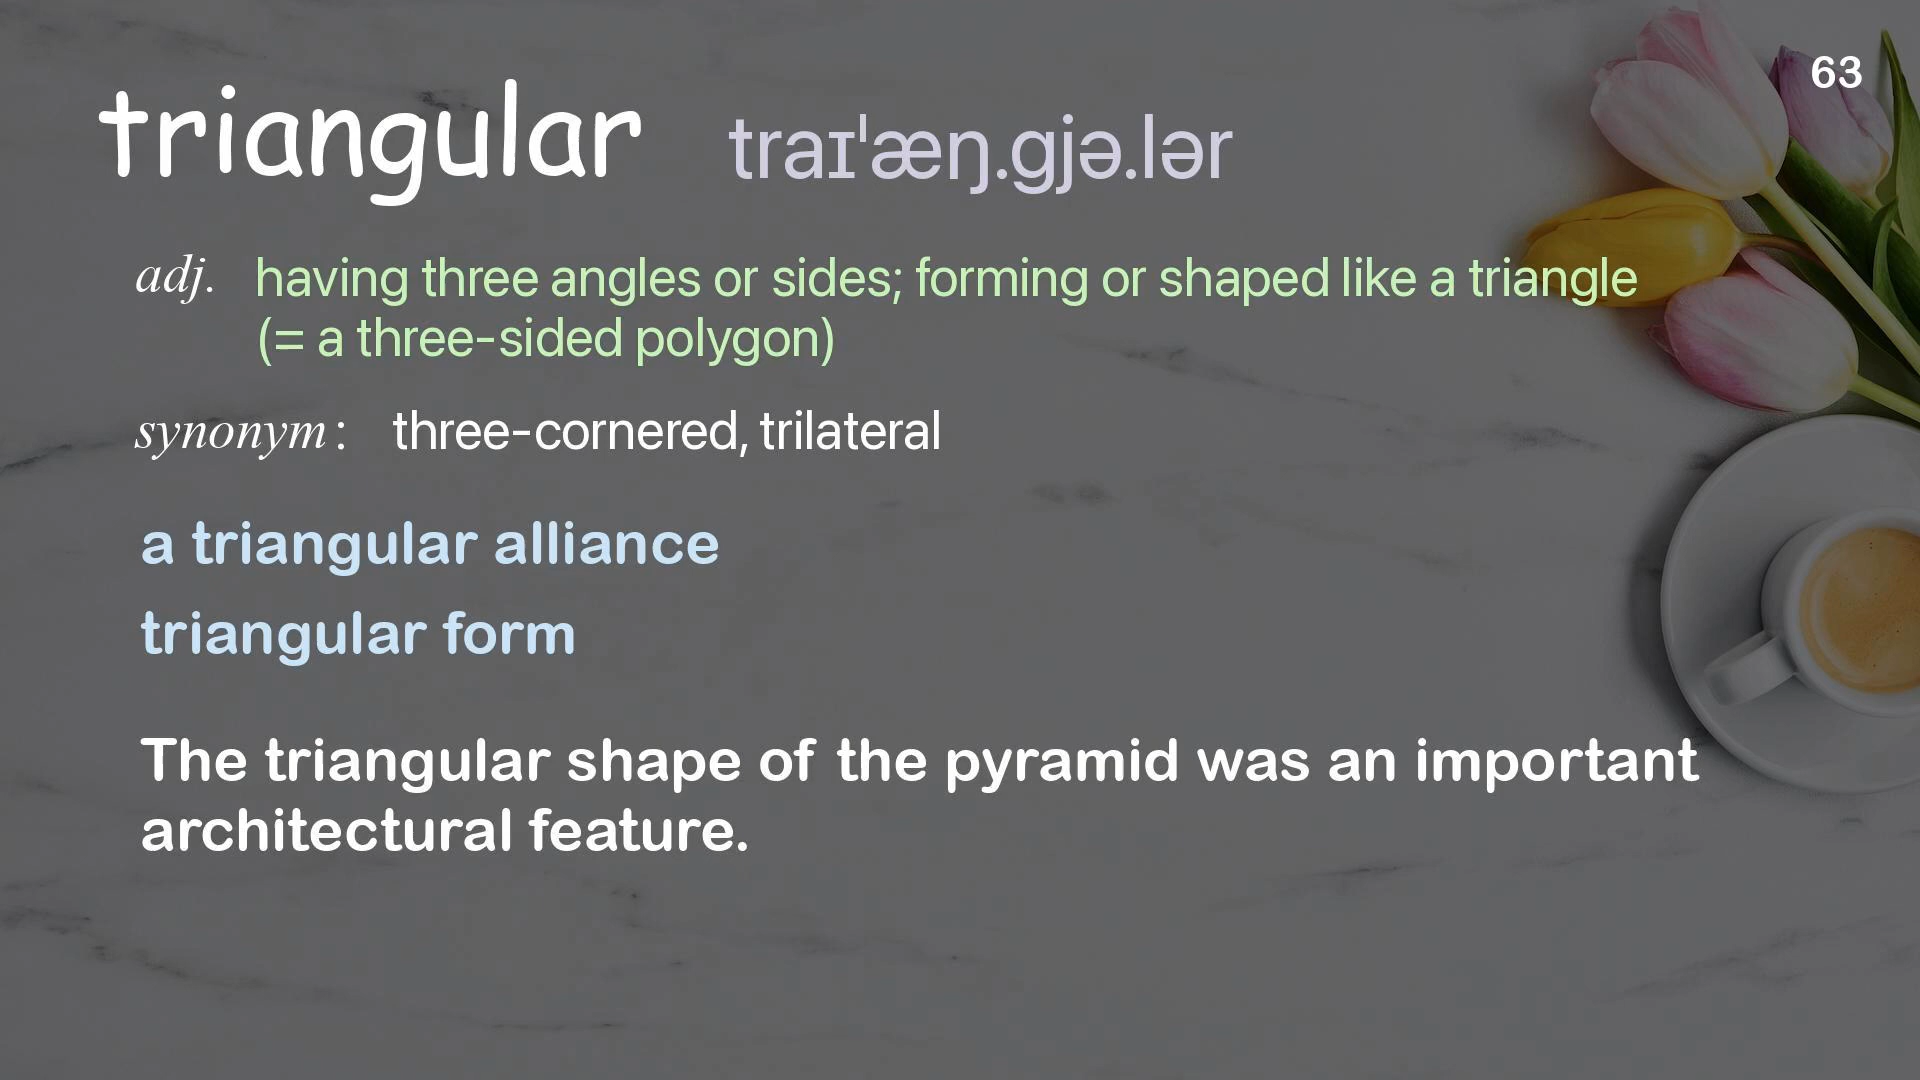 63
triangular traɪˈæŋ.gjə.lər
adj. having three angles or sides; forming or shaped like a triangle
(= a three-sided polygon)
synonym: three-cornered, trilateral
a triangular alliance
triangular form
The triangular shape of the pyramid was an important
architectural feature.